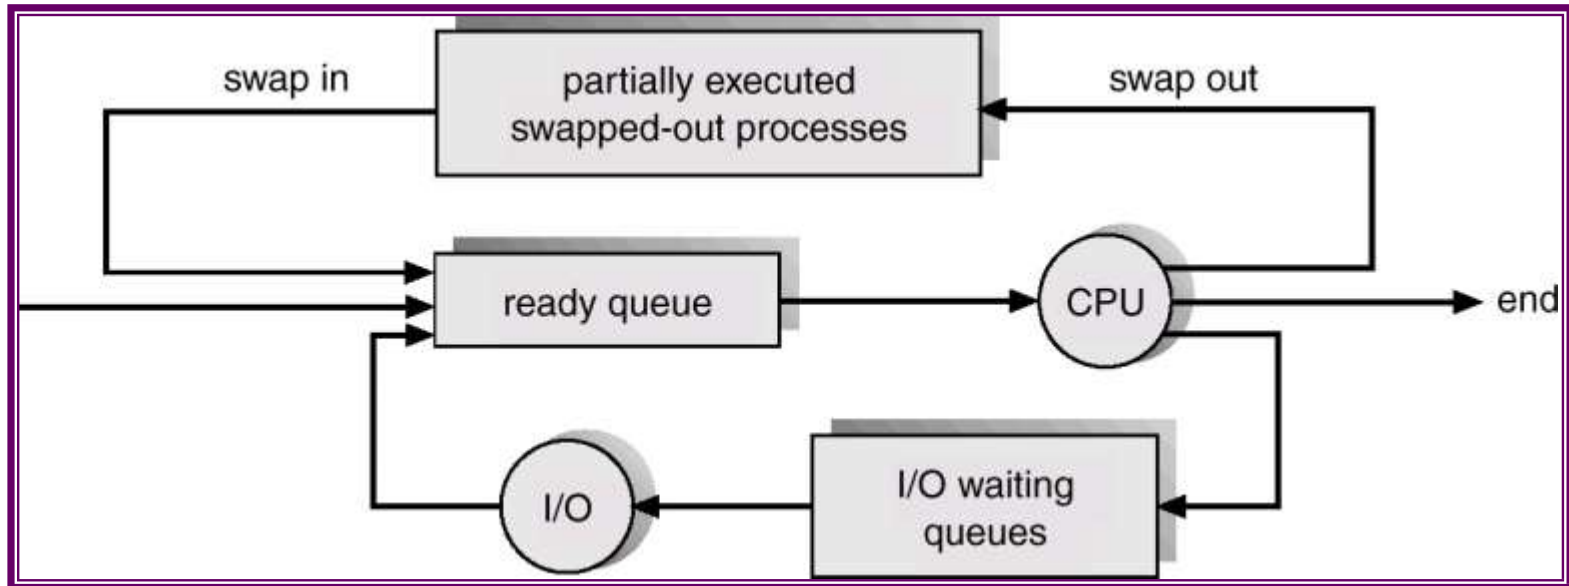 swap in
partially executed
swapped-out processes
swap out
ready queue
CPU
end
I/O
I/O waiting
queues